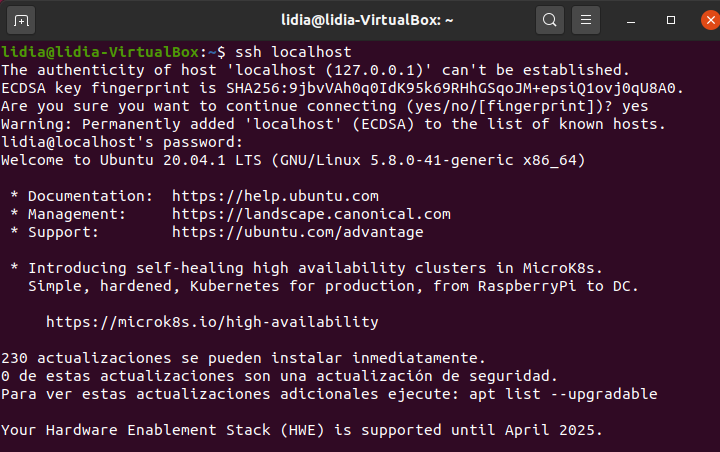 lidia@lidia-VirtualBox: ~
lidia@lidia-VirtualBox:~$ ssh localhost
The authenticity of host 'localhost (127.0.0.1)' can't be established.
ECDSA key fingerprint is SHA256:9jbvVAh0q0IdK95k69RHhGSqoJM+epsiQ1ovj0qU8A0.
Are you sure you want to continue connecting (yes/no/[fingerprint])? yes
Warning: Permanently added 'localhost' (ECDSA) to the list of known hosts.
lidia@localhost's password:
Welcome to Ubuntu 20.04.1 LTS (GNU/Linux 5.8.0-41-generic x86_64)
* Documentation:  https://help.ubuntu.com
* Management:     https://landscape.canonical.com
* Support:        https://ubuntu.com/advantage
* Introducing self-healing high availability clusters in MicroK8s.
Simple, hardened, Kubernetes for production, from RaspberryPi to DC.
https://microk8s.io/high-availability
230 actualizaciones se pueden instalar inmediatamente.
0 de estas actualizaciones son una actualización de seguridad.
Para ver estas actualizaciones adicionales ejecute: apt list --upgradable
Your Hardware Enablement Stack (HWE) is supported until April 2025.